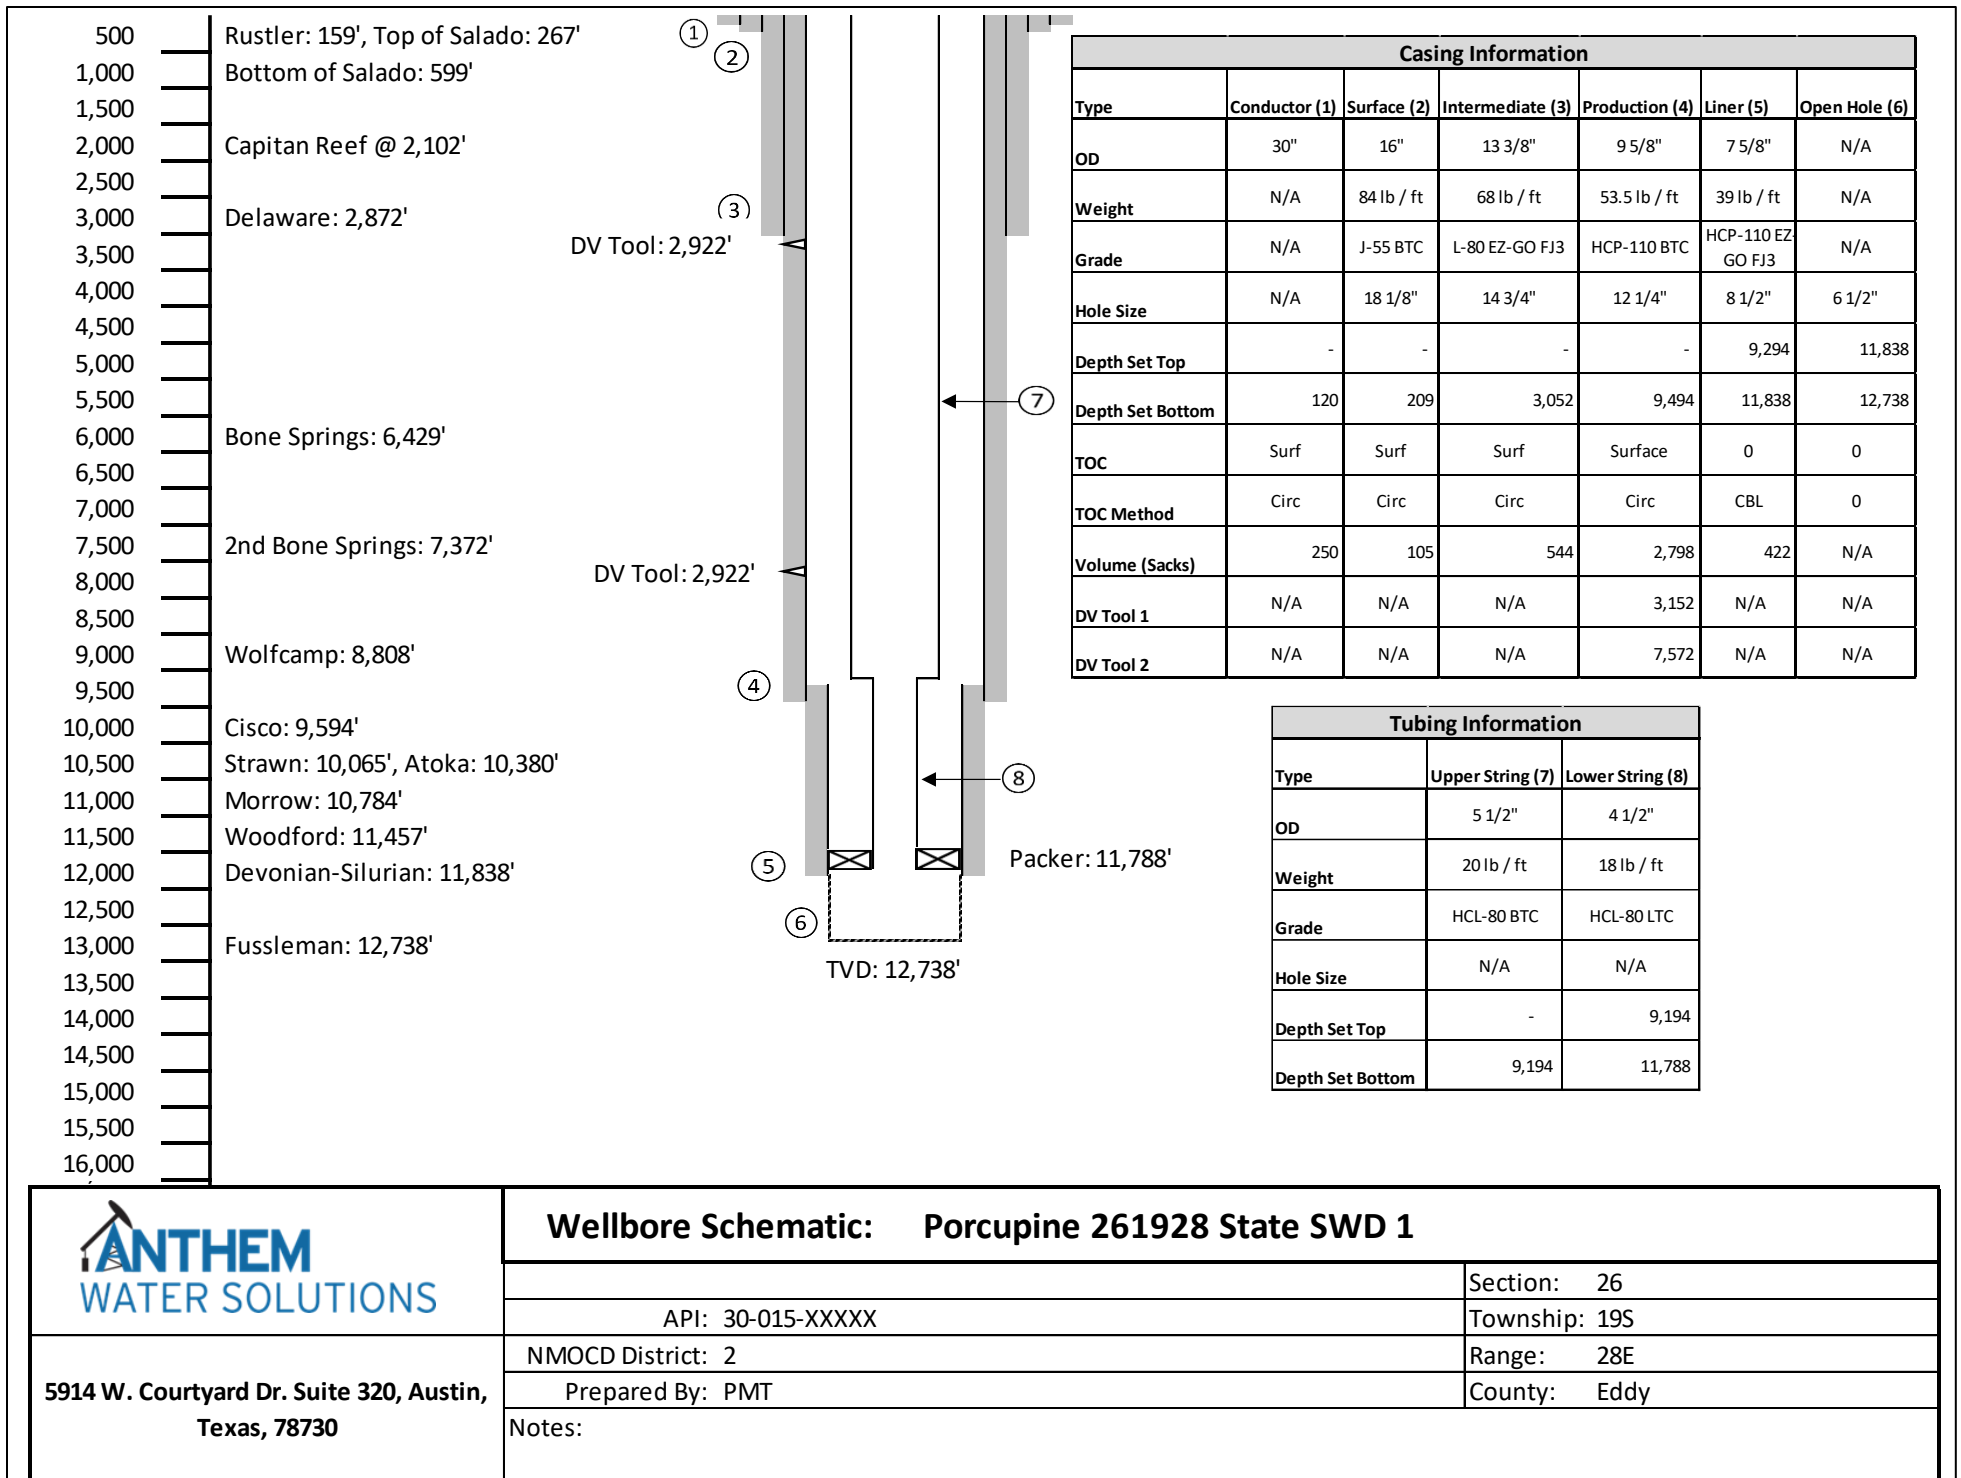 500 Rustler: 159', Top of Salado: 267'
1,000 Bottom of Salado: 599'
1,500
2,000 Capitan Reef @ 2,102'
2,500
3,000 Delaware: 2,872'
3,500
4,000
4,500
5,000
5,500
6,000 Bone Springs: 6,429'
6,500
7,000
7,500 2nd Bone Springs: 7,372'
8,000
8,500
9,000 Wolfcamp: 8,808'
9,500
10,000 Cisco: 9,594'
10,500 Strawn: 10,065', Atoka: 10,380'
11,000 Morrow: 10,784'
11,500 Woodford: 11,457'
12,000 Devonian-Silurian: 11,838'
12,500
13,000 Fussleman: 12,738'
13,500
14,000
14,500
15,000
15,500
16,000
1
2
3
DV Tool: 2,922'
7
DV Tool: 2,922'
4
8
5
Packer: 11,788'
6
TVD: 12,738'
Casing Information
Type Conductor (1) Surface (2) Intermediate (3) Production (4) Liner (5) Open Hole (6)
OD 30" 16" 13 3/8" 9 5/8" 7 5/8" N/A
Weight N/A 84 lb / ft 68 lb / ft 53.5 lb / ft 39 lb / ft N/A
Grade N/A J-55 BTC L-80 EZ-GO FJ3 HCP-110 BTC HCP-110 EZ-GO FJ3 N/A
Hole Size N/A 18 1/8" 14 3/4" 12 1/4" 8 1/2" 6 1/2"
Depth Set Top - - - - 9,294 11,838
Depth Set Bottom 120 209 3,052 9,494 11,838 12,738
TOC Surf Surf Surf Surface 0 0
TOC Method Circ Circ Circ Circ CBL 0
Volume (Sacks) 250 105 544 2,798 422 N/A
DV Tool 1 N/A N/A N/A 3,152 N/A N/A
DV Tool 2 N/A N/A N/A 7,572 N/A N/A
Tubing Information
Type Upper String (7) Lower String (8)
OD 5 1/2" 4 1/2"
Weight 20 lb / ft 18 lb / ft
Grade HCL-80 BTC HCL-80 LTC
Hole Size N/A N/A
Depth Set Top - 9,194
Depth Set Bottom 9,194 11,788
ANTHEM
WATER SOLUTIONS
5914 W. Courtyard Dr. Suite 320, Austin,
Texas, 78730
Wellbore Schematic: Porcupine 261928 State SWD 1
Section: 26
API: 30-015-XXXXX Township: 19S
NMOCD District: 2 Range: 28E
Prepared By: PMT County: Eddy
Notes: